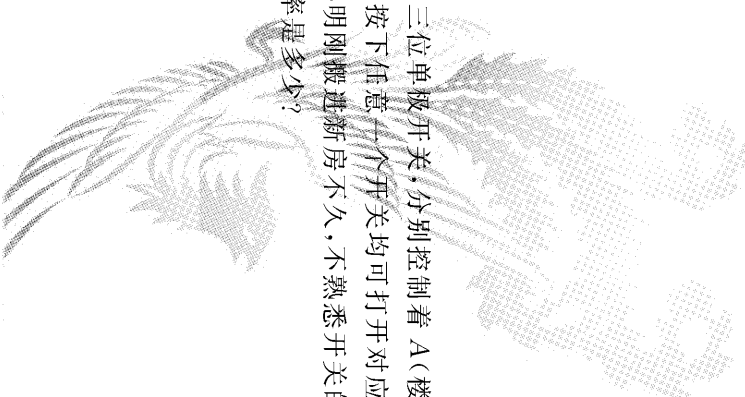 三位单极开关,分别控制着 A(楼
按下任意一个开关均可打开对应
明刚搬进新房不久,不熟悉开关的
率是多少?